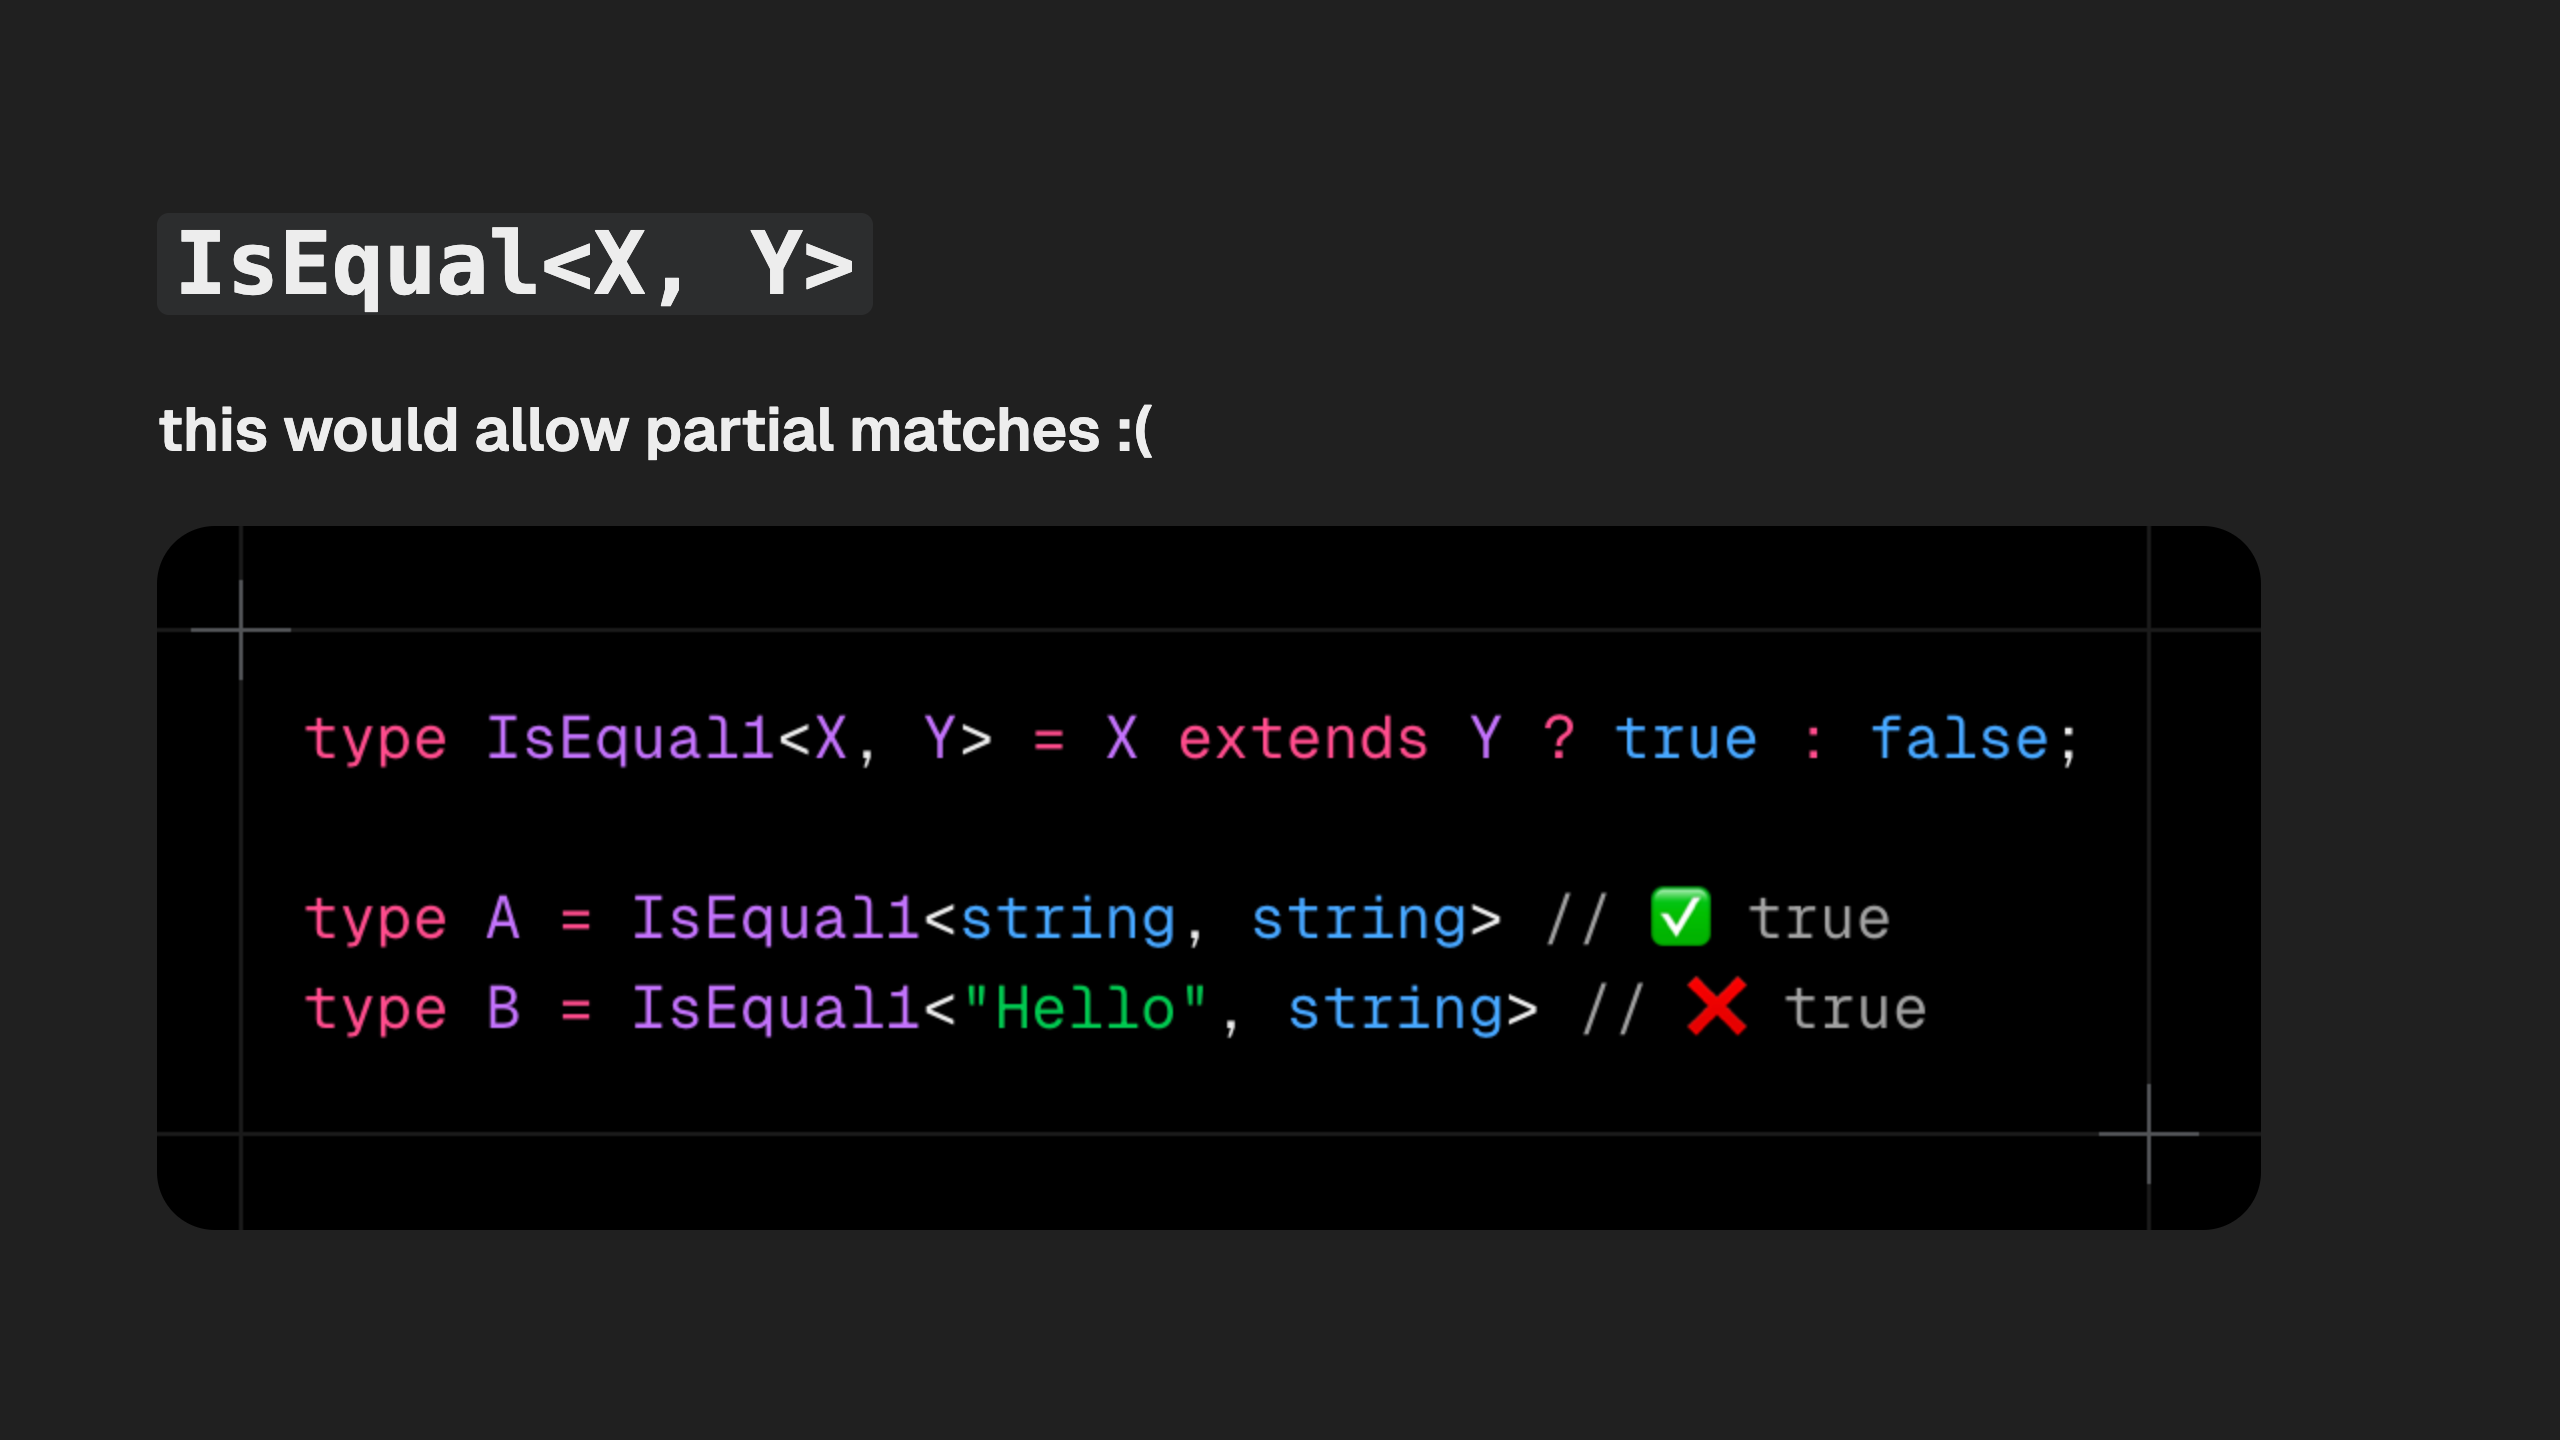 IsEqual<X, Y>
this would allow partial matches :(
type IsEqual1<X, Y> = X extends Y ? true : false;
type A = IsEqual1<string, string> // ✅ true
type B = IsEqual1<"Hello", string> // ❌ true